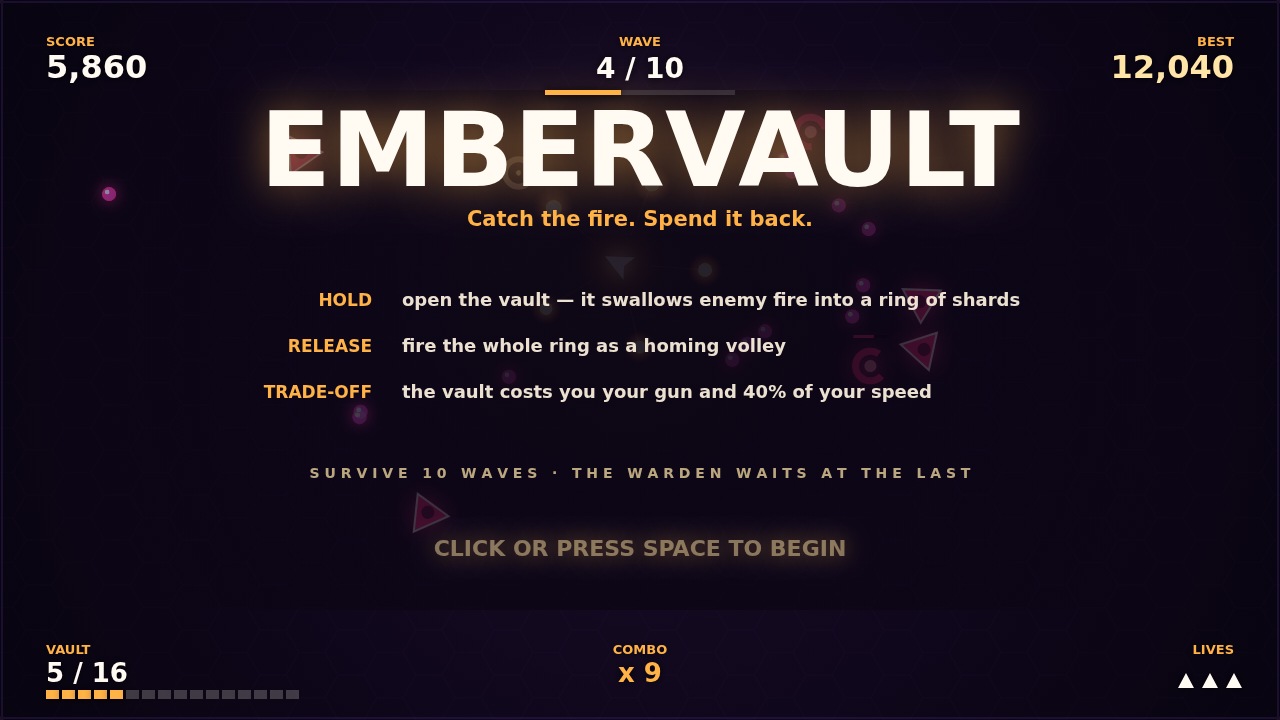 SCORE
5,860
WAVE
4 / 10
BEST
12,040
EMBERVAULT
Catch the fire. Spend it back.
HOLD open the vault — it swallows enemy fire into a ring of shards
RELEASE fire the whole ring as a homing volley
TRADE-OFF the vault costs you your gun and 40% of your speed
SURVIVE 10 WAVES · THE WARDEN WAITS AT THE LAST
CLICK OR PRESS SPACE TO BEGIN
VAULT
5 / 16
COMBO
x 9
LIVES